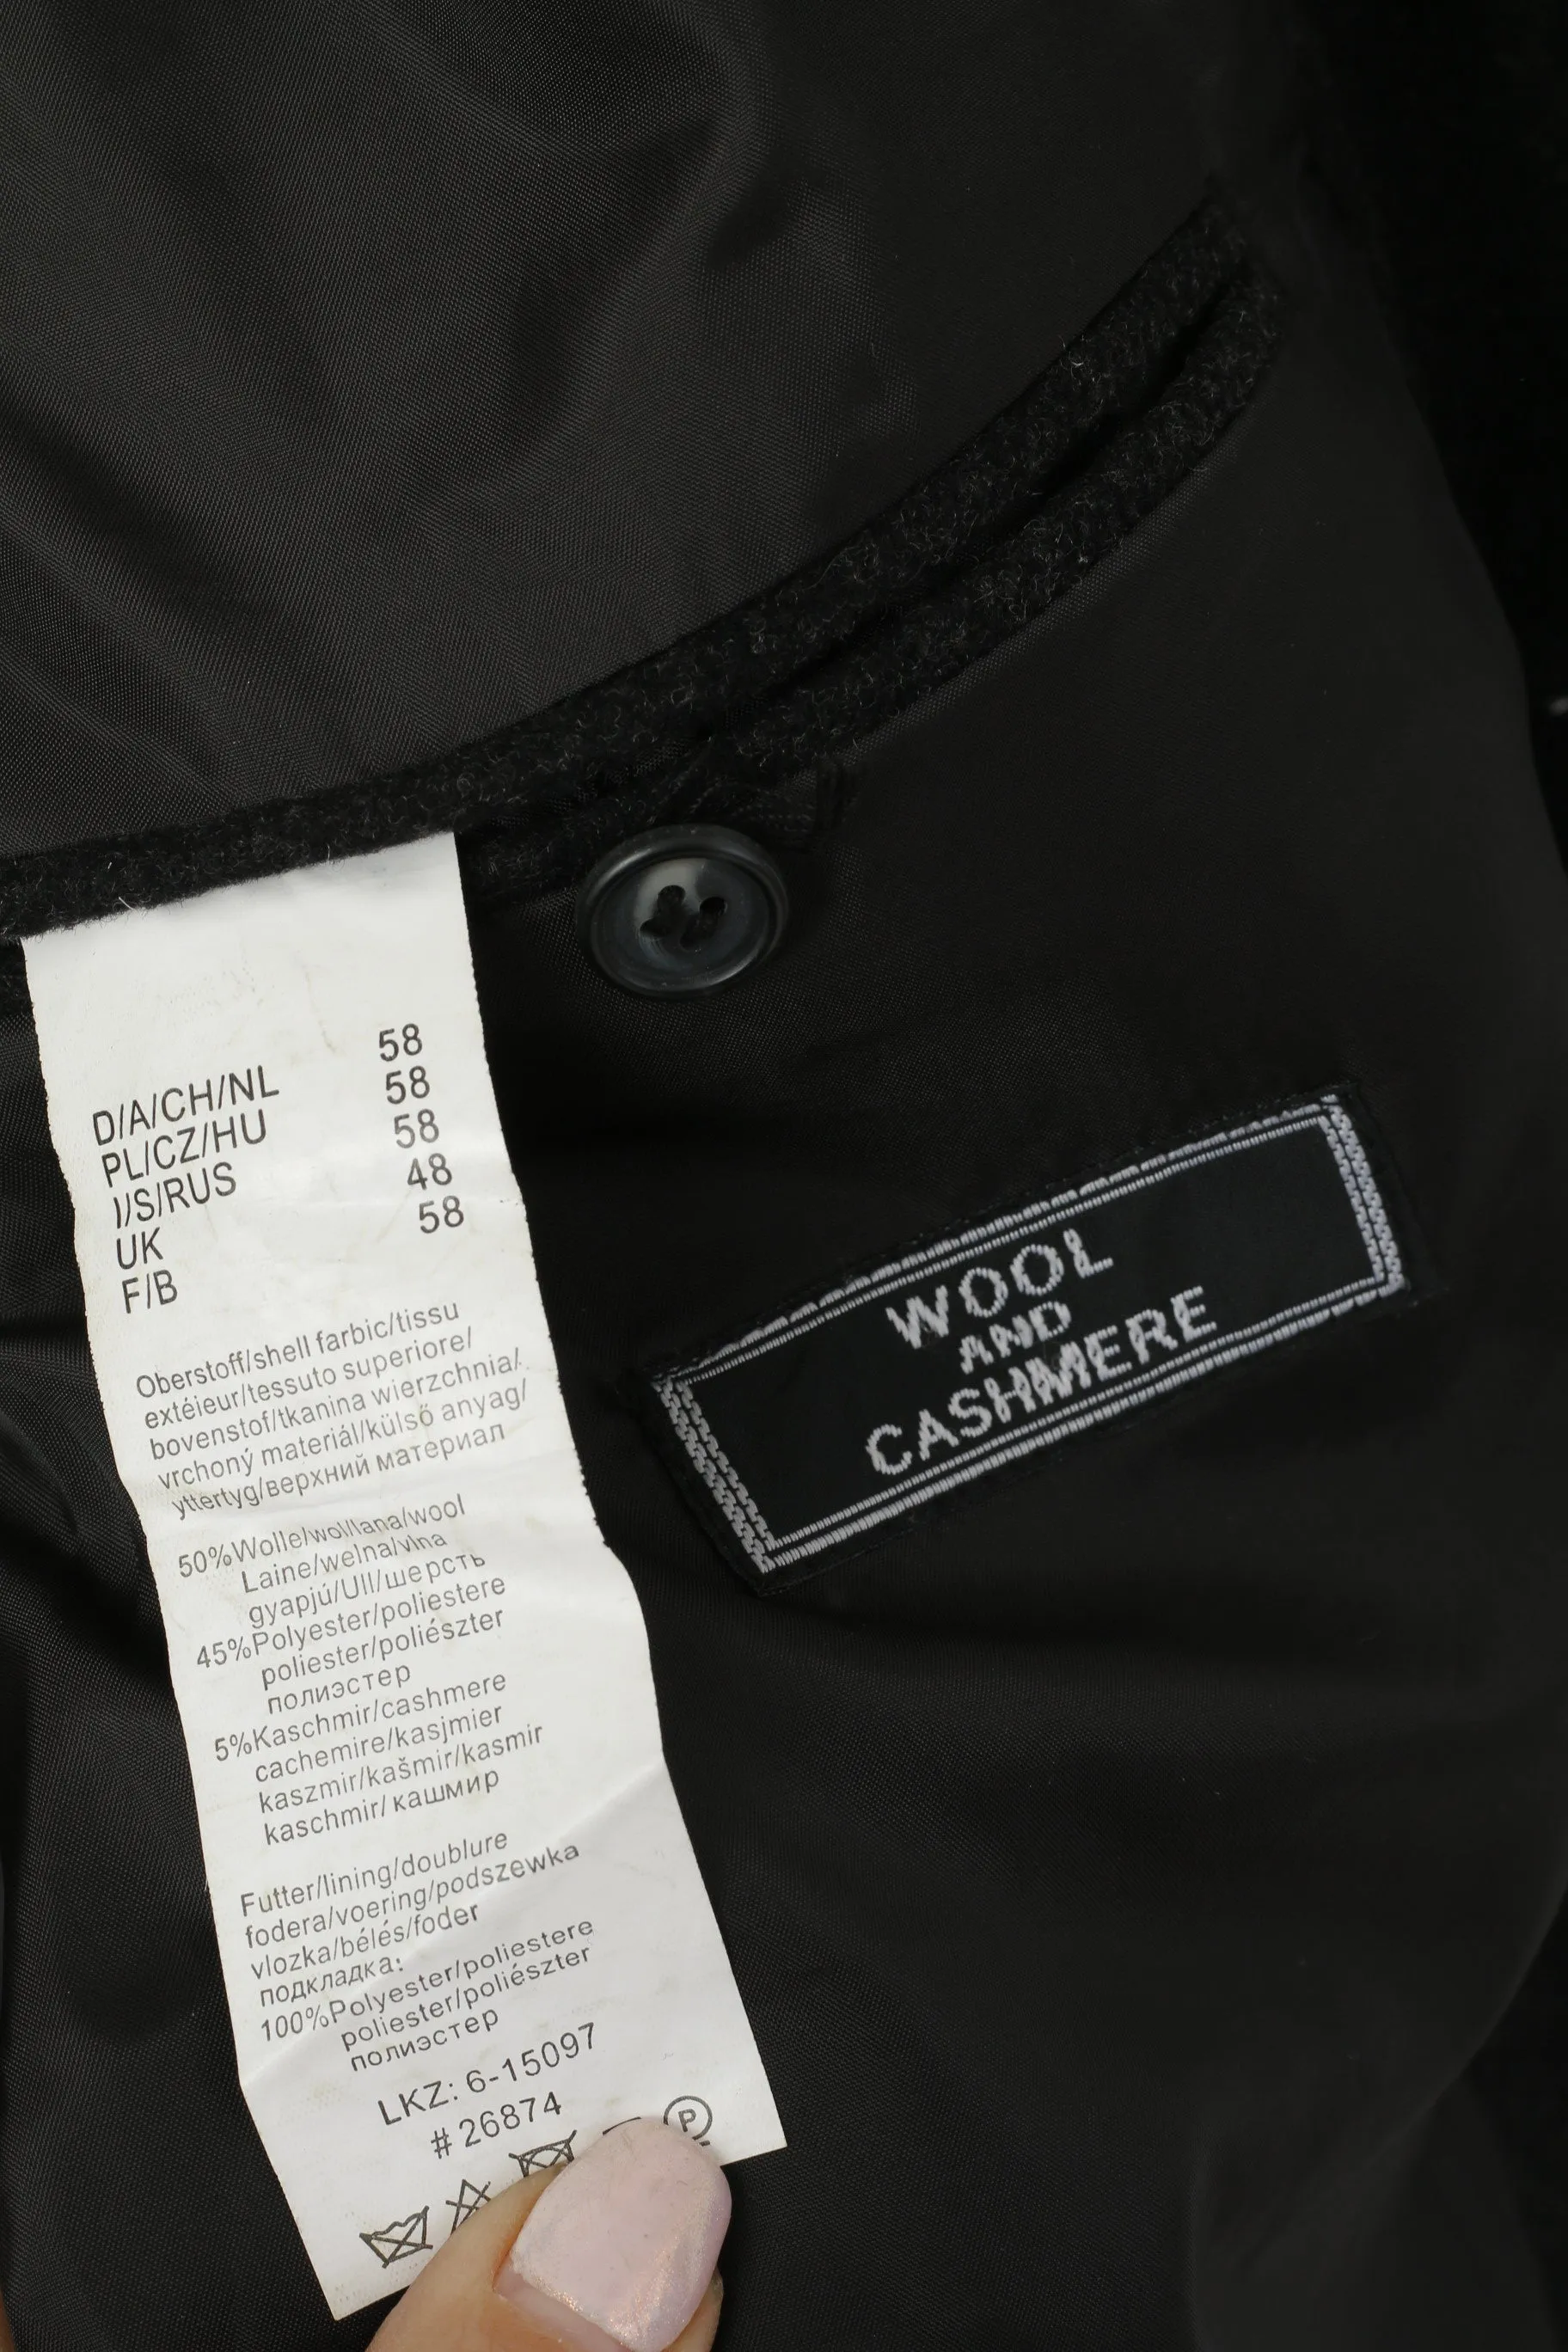 D/A/CH/NL 58
PL/CZ/HU 58
I/S/RUS 58
UK 48
F/B 58
Oberstoff/shell farbic/tissu
extéieur/tessuto superiore/
bovenstof/tkanina wierzchnia/
vrchoný materiál/külső anyag/
yttertyg/верхний материал
50%Wolle/wol/lana/wool
Laine/welna/vlna
gyapjú/Ull/шерсть
45%Polyester/poliestere
poliester/poliészter
полиэстер
5%Kaschmir/cashmere
cachemire/kasjmier
kaszmir/kašmir/kasmir
kaschmir/кашмир
Futter/lining/doublure
fodera/voering/podszewka
vlozka/bélés/foder
подкладка:
100%Polyester/poliestere
poliester/poliészter
полиэстер
LKZ: 6-15097
#26874
P
WOOL
AND
CASHMERE